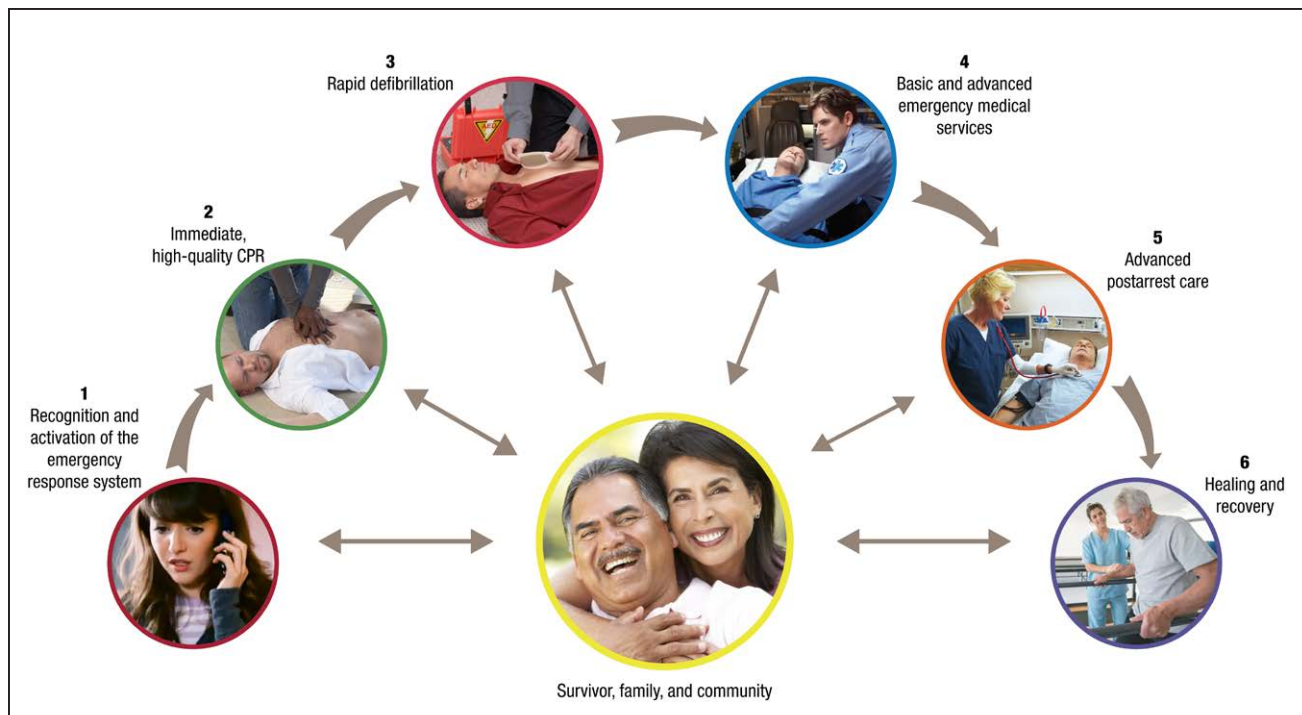 1
Recognition and
activation of the
emergency
response system
2
Immediate,
high-quality CPR
3
Rapid defibrillation
AED
4
Basic and advanced
emergency medical
services
5
Advanced
postarrest care
6
Healing and
recovery
Survivor, family, and community